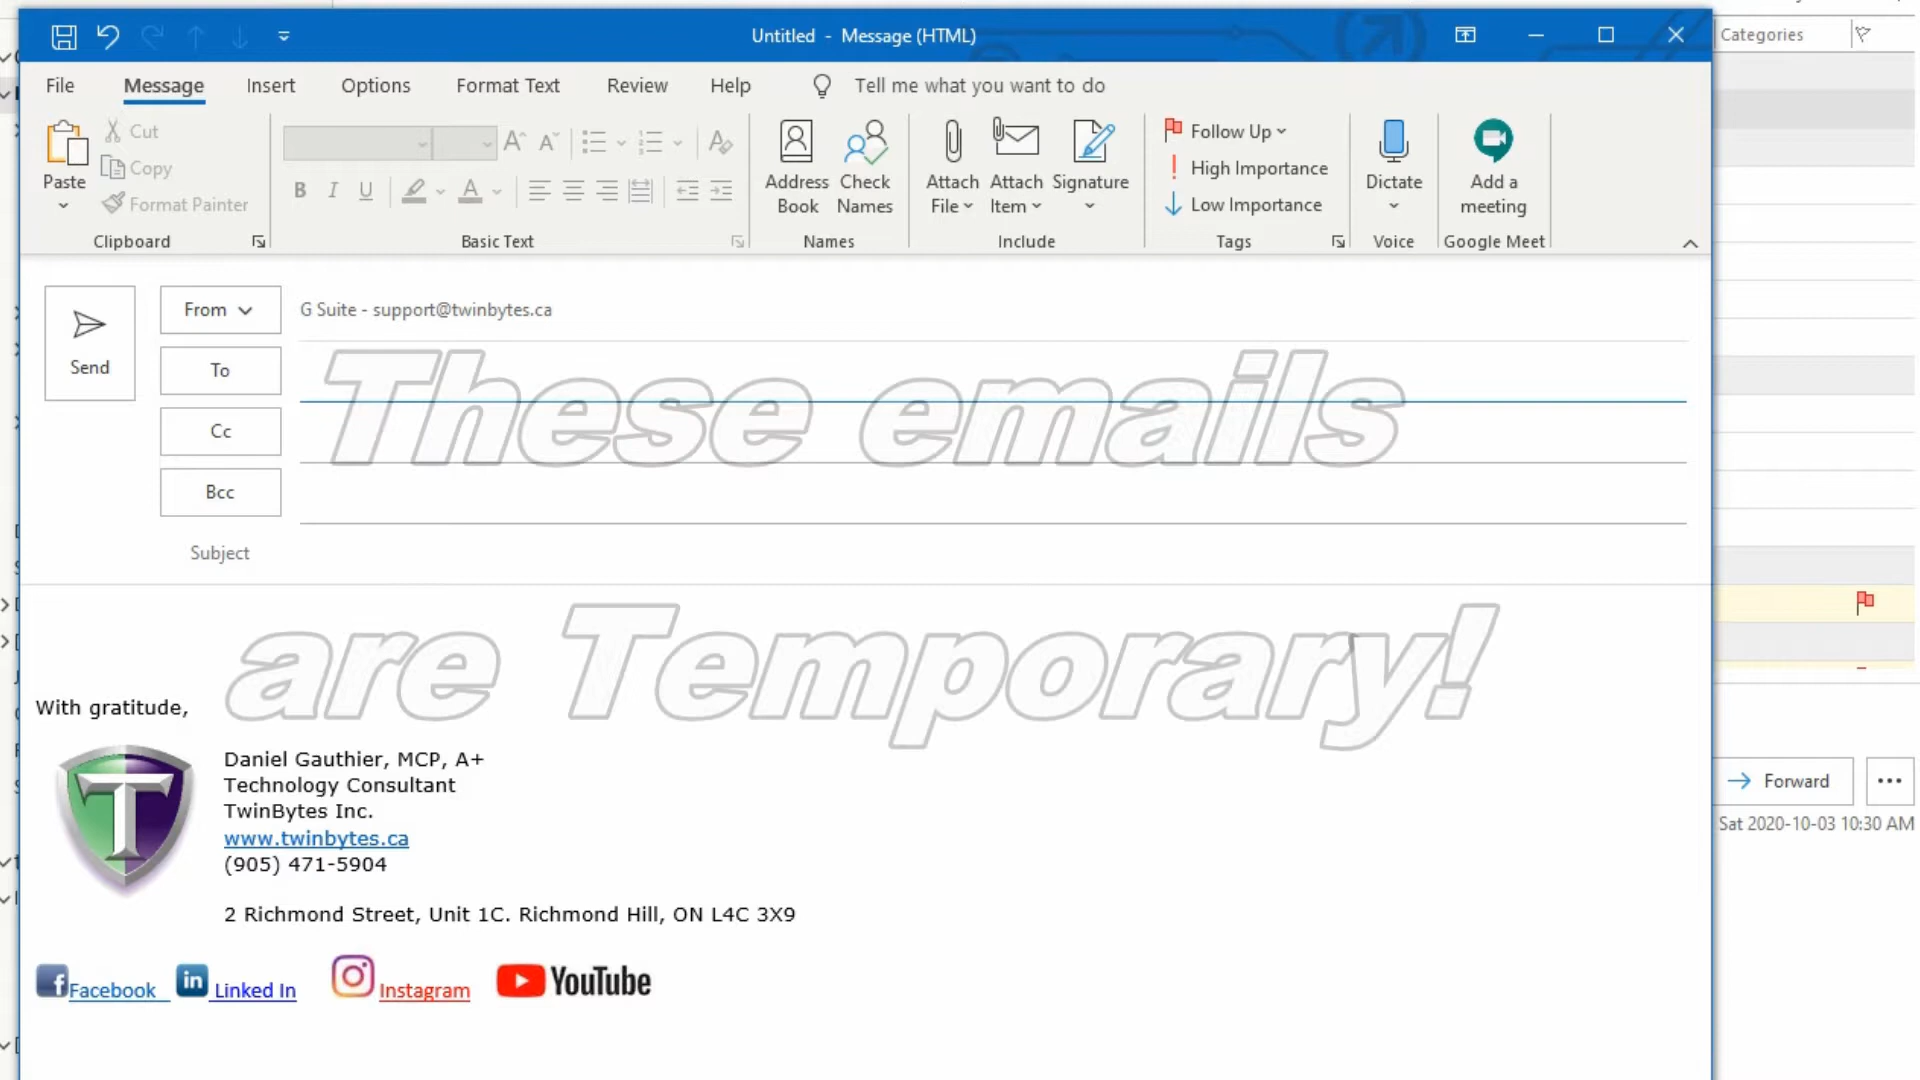 Untitled - Message (HTML)
Categories
File Message Insert Options Format Text Review Help Tell me what you want to do
Paste
Cut
Copy
Format Painter
Clipboard
B I U A
Basic Text
Address Book
Check Names
Names
Attach File
Attach Item
Signature
Include
Follow Up
High Importance
Low Importance
Tags
Dictate
Voice
Add a meeting
Google Meet
Send
From
G Suite - support@twinbytes.ca
To
Cc
Bcc
Subject
These emails
are Temporary!
With gratitude,
T
Daniel Gauthier, MCP, A+
Technology Consultant
TwinBytes Inc.
www.twinbytes.ca
(905) 471-5904
2 Richmond Street, Unit 1C. Richmond Hill, ON L4C 3X9
f Facebook in Linked In Instagram YouTube
Forward
Sat 2020-10-03 10:30 AM